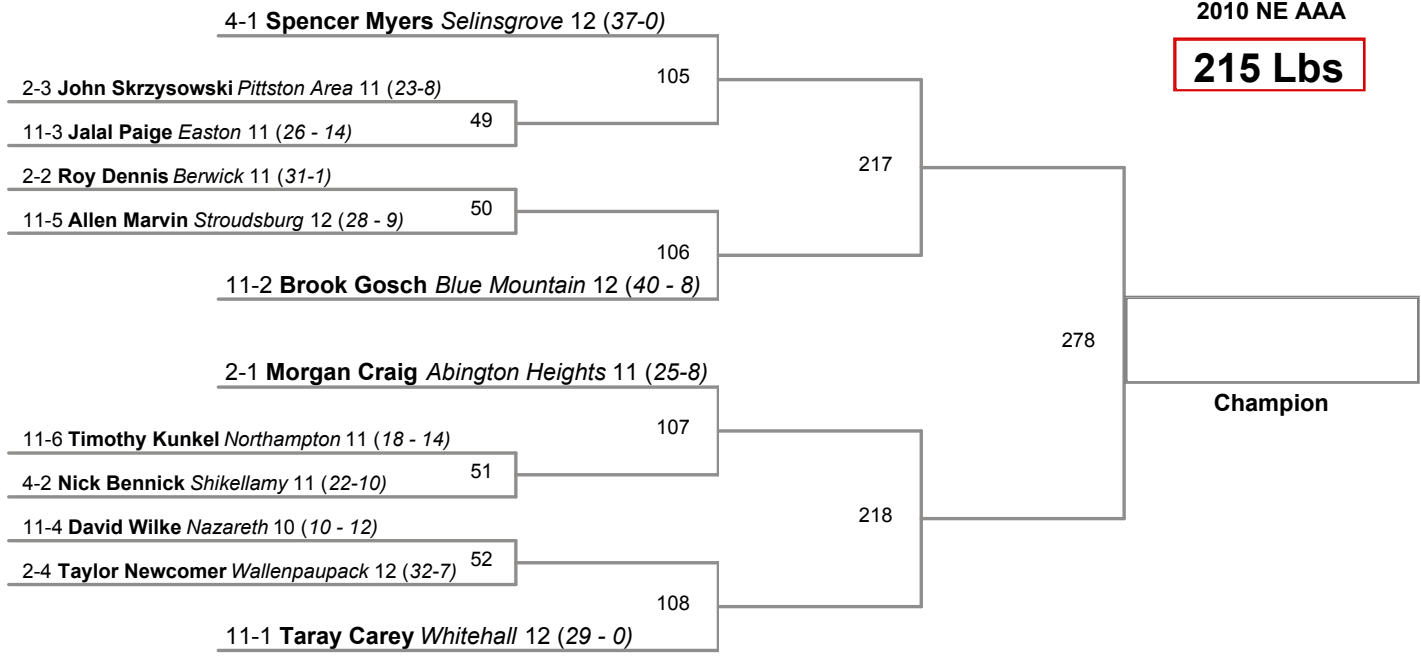 2010 NE AAA
215 Lbs
4-1 Spencer Myers Selinsgrove 12 (37-0)
105
2-3 John Skrzysowski Pittston Area 11 (23-8)
49
11-3 Jalal Paige Easton 11 (26 - 14)
217
2-2 Roy Dennis Berwick 11 (31-1)
50
11-5 Allen Marvin Stroudsburg 12 (28 - 9)
106
11-2 Brook Gosch Blue Mountain 12 (40 - 8)
278
Champion
2-1 Morgan Craig Abington Heights 11 (25-8)
107
11-6 Timothy Kunkel Northampton 11 (18 - 14)
51
4-2 Nick Bennick Shikellamy 11 (22-10)
218
11-4 David Wilke Nazareth 10 (10 - 12)
52
2-4 Taylor Newcomer Wallenpaupack 12 (32-7)
108
11-1 Taray Carey Whitehall 12 (29 - 0)